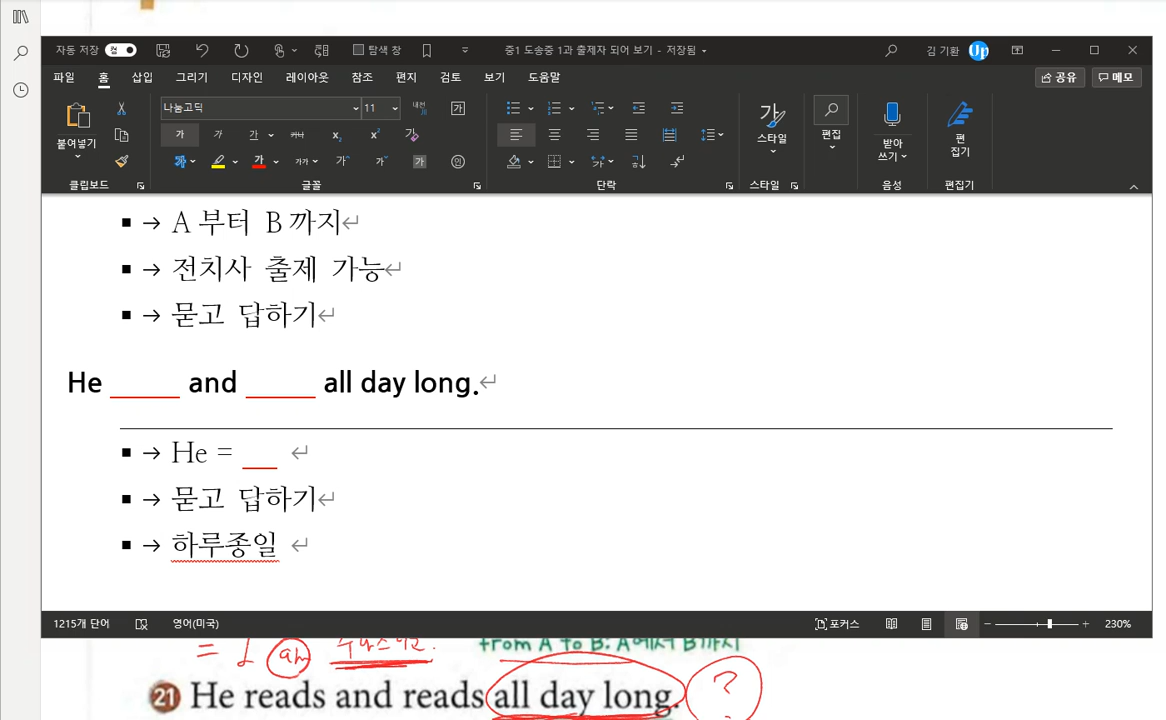 자동 저장 켬 탐색 창 중1 도송중 1과 출제자 되어 보기 - 저장됨 김 기환 Up
파일 홈 삽입 그리기 디자인 레이아웃 참조 편지 검토 보기 도움말 공유 메모
나눔고딕 11
붙여넣기 스타일 편집 받아쓰기 편집기
클립보드 글꼴 단락 스타일 음성 편집기
■ → A 부터 B 까지
■ → 전치사 출제 가능
■ → 묻고 답하기
He _____ and _____ all day long.
■ → He = ___
■ → 묻고 답하기
■ → 하루종일
1215개 단어 영어(미국) 포커스 230%
= I am from A to B: A에서 B까지
21 He reads and reads all day long. ?